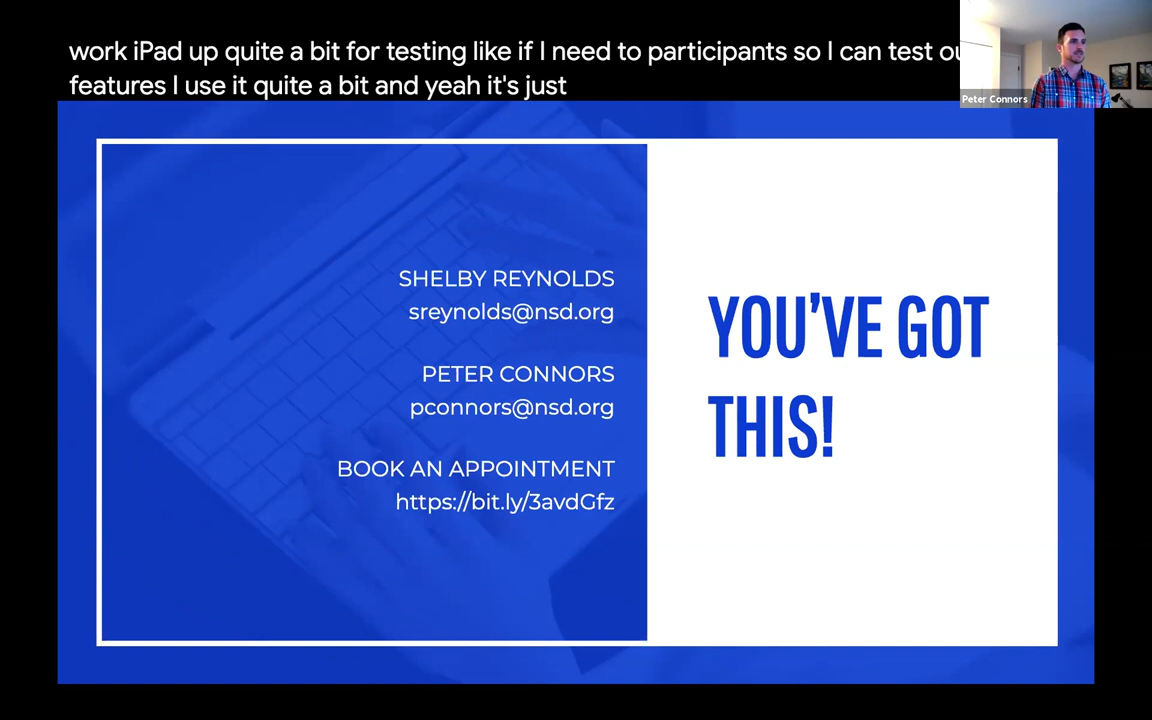 work iPad up quite a bit for testing like if I need to participants so I can test
features I use it quite a bit and yeah it's just
Peter Connors
SHELBY REYNOLDS
sreynolds@nsd.org
PETER CONNORS
pconnors@nsd.org
BOOK AN APPOINTMENT
https://bit.ly/3avdGfz
YOU'VE GOT
THIS!